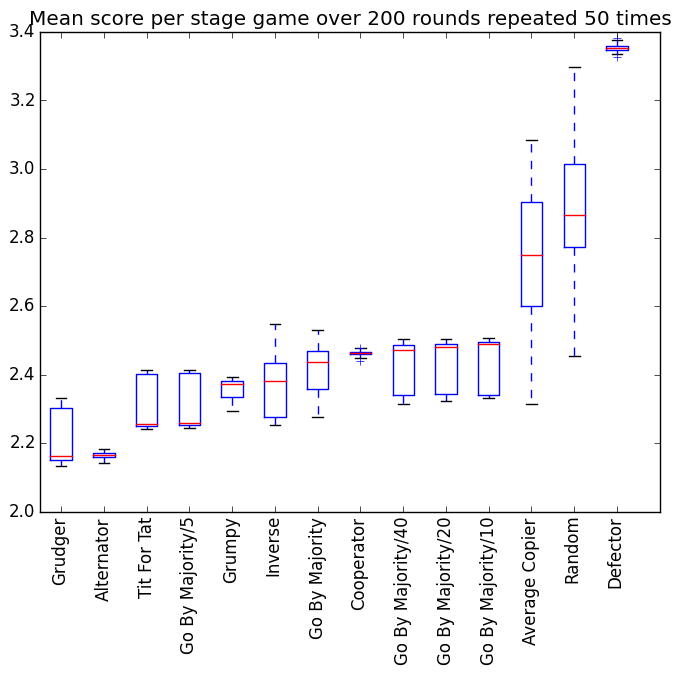 Mean score per stage game over 200 rounds repeated 50 times
3.4
3.2
3.0
2.8
2.6
2.4
2.2
2.0
Grudger
Alternator
Tit For Tat
Go By Majority/5
Grumpy
Inverse
Go By Majority
Cooperator
Go By Majority/40
Go By Majority/20
Go By Majority/10
Average Copier
Random
Defector